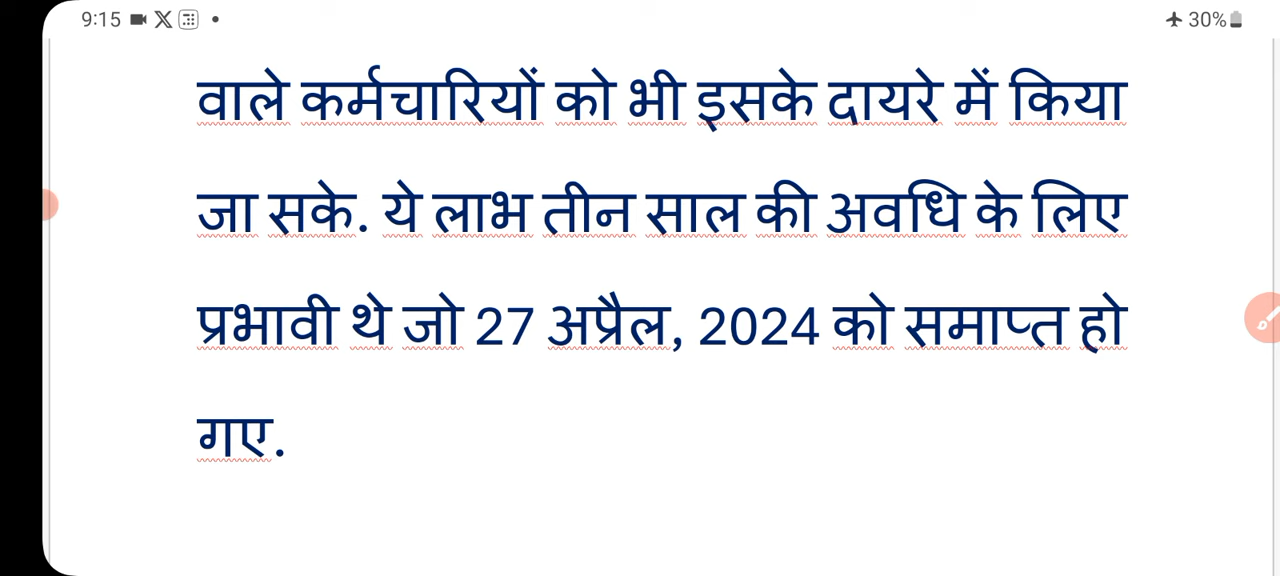 9:15
30%
वाले कर्मचारियों को भी इसके दायरे में किया
जा सके. ये लाभ तीन साल की अवधि के लिए
प्रभावी थे जो 27 अप्रैल, 2024 को समाप्त हो
गए.